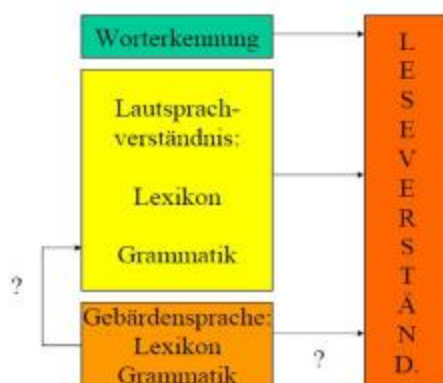 Worterkennung
Lautsprach-
verständnis:
Lexikon
Grammatik
?
Gebärdensprache:
Lexikon
Grammatik
?
L
E
S
E
V
E
R
S
T
Ä
N
D.